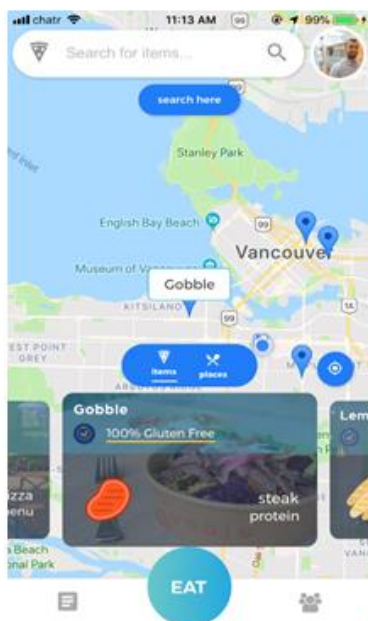 chatr 11:13 AM 99%
99
Search for items...
search here
Stanley Park
English Bay Beach
99
Vancouver
Museum of
Gobble
KITSILANO
1A
99
EST POINT
GREY
items places
Gobble
100% Gluten Free
Lem
steak
protein
izza
enu
Beach
onal Park
EAT